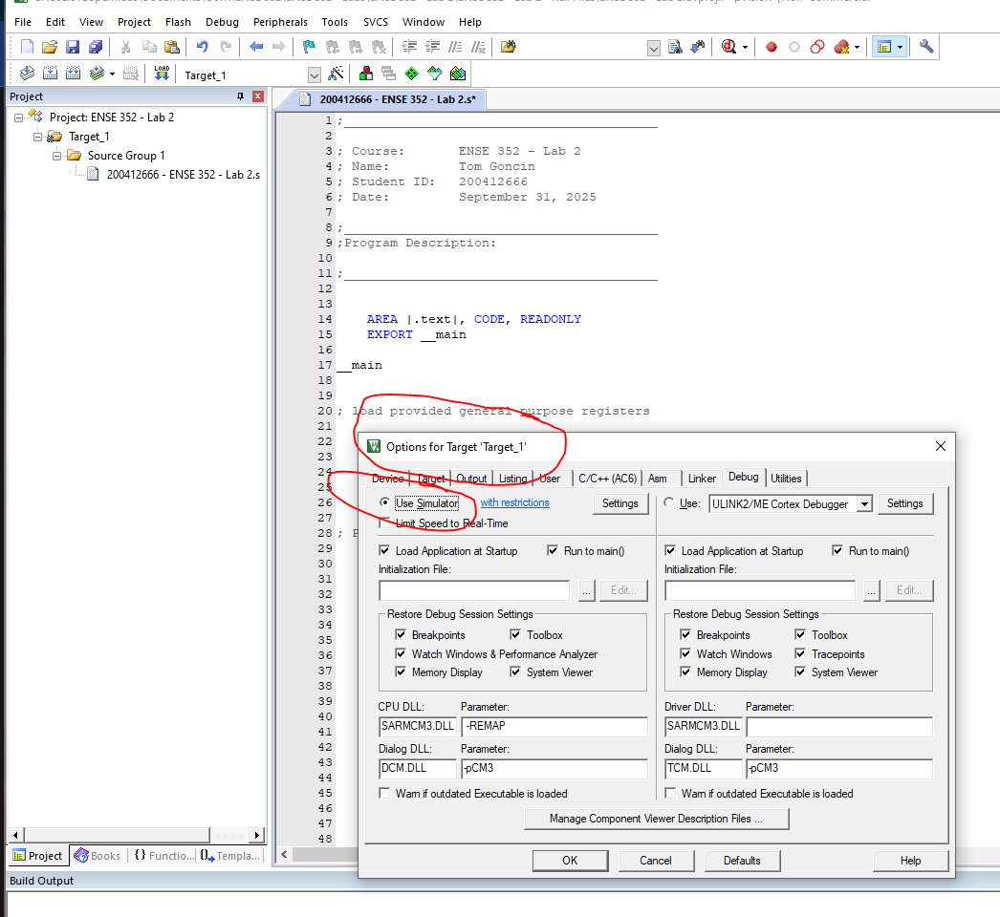 File Edit View Project Flash Debug Peripherals Tools SVCS Window Help
LOAD
Target_1
Project
Project: ENSE 352 - Lab 2
Target_1
Source Group 1
200412666 - ENSE 352 - Lab 2.s
Project Books {} Functio... Templa...
200412666 - ENSE 352 - Lab 2.s*
1 ;
2
3 ; Course: ENSE 352 - Lab 2
4 ; Name: Tom Goncin
5 ; Student ID: 200412666
6 ; Date: September 31, 2025
7
8 ;
9 ;Program Description:
10
11 ;
12
13
14 AREA |.text|, CODE, READONLY
15 EXPORT __main
16
17 __main
18
19
20 ; load provided general purpose registers
21
22
23
24
25
26
27
28 ; P
29
30
31
32
33
34
35
36
37
38
39
40
41
42
43
44
45
46
47
48
Options for Target 'Target_1'
Device Target Output Listing User C/C++ (AC6) Asm Linker Debug Utilities
Use Simulator with restrictions Settings
Limit Speed to Real-Time
Load Application at Startup Run to main()
Initialization File:
... Edit...
Restore Debug Session Settings
Breakpoints Toolbox
Watch Windows & Performance Analyzer
Memory Display System Viewer
CPU DLL: Parameter:
SARMCM3.DLL -REMAP
Dialog DLL: Parameter:
DCM.DLL -pCM3
Warn if outdated Executable is loaded
Use: ULINK2/ME Cortex Debugger Settings
Load Application at Startup Run to main()
Initialization File:
... Edit...
Restore Debug Session Settings
Breakpoints Toolbox
Watch Windows Tracepoints
Memory Display System Viewer
Driver DLL: Parameter:
SARMCM3.DLL
Dialog DLL: Parameter:
TCM.DLL -pCM3
Warn if outdated Executable is loaded
Manage Component Viewer Description Files ...
OK Cancel Defaults Help
Build Output